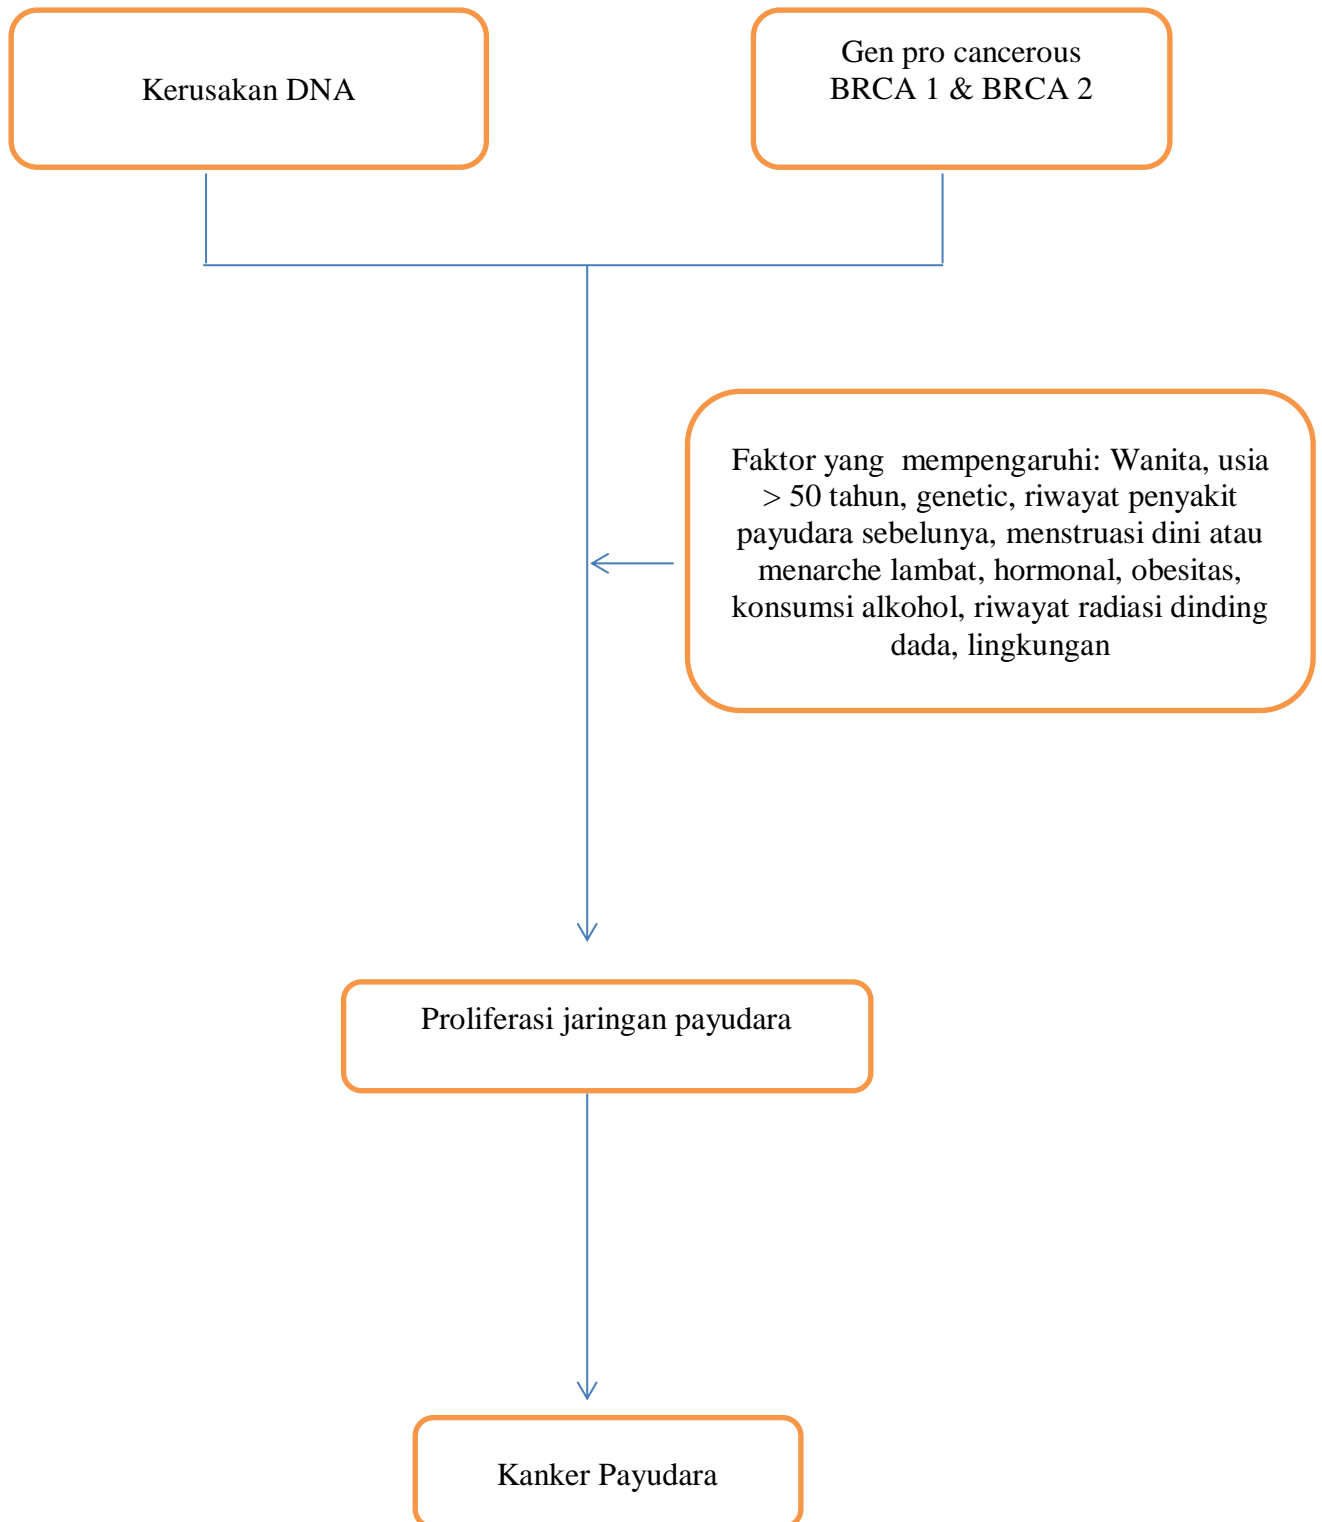 Kerusakan DNA
Gen pro cancerous
BRCA 1 & BRCA 2
Faktor yang  mempengaruhi: Wanita, usia
> 50 tahun, genetic, riwayat penyakit
payudara sebelunya, menstruasi dini atau
menarche lambat, hormonal, obesitas,
konsumsi alkohol, riwayat radiasi dinding
dada, lingkungan
Proliferasi jaringan payudara
Kanker Payudara